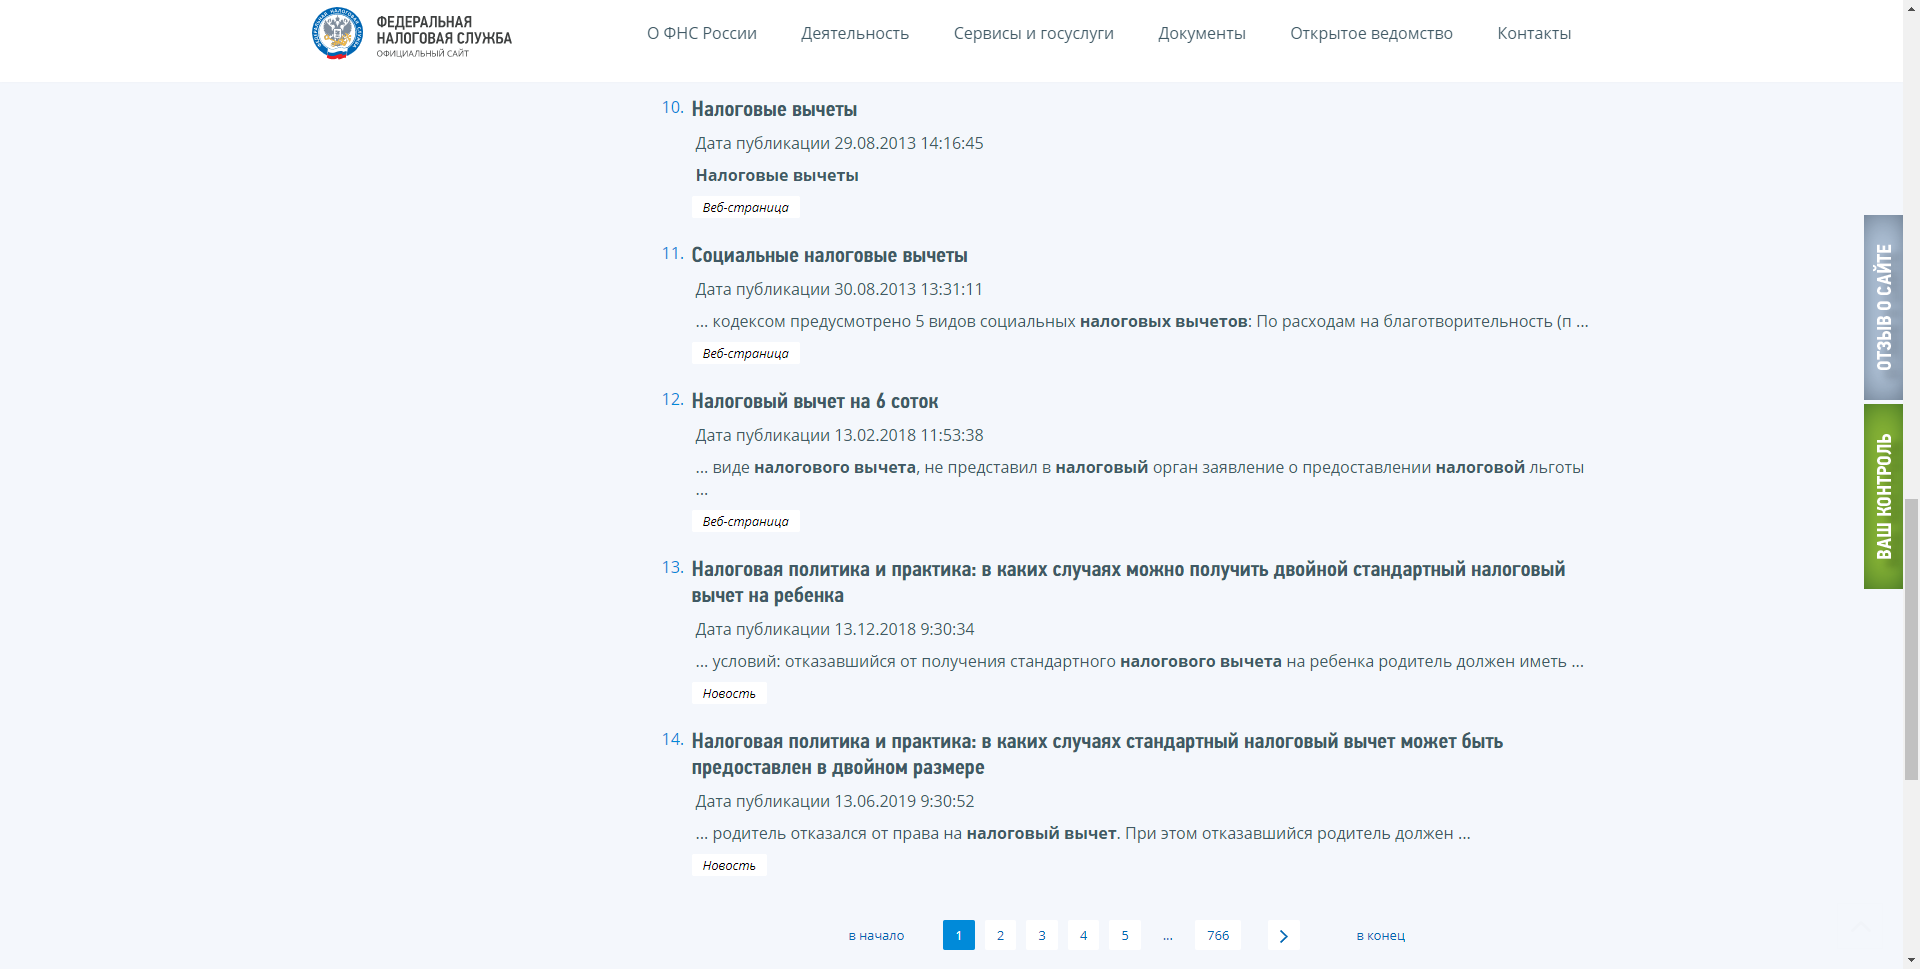 ФЕДЕРАЛЬНАЯ
НАЛОГОВАЯ СЛУЖБА
ОФИЦИАЛЬНЫЙ САЙТ
О ФНС России
Деятельность
Сервисы и госуслуги
Документы
Открытое ведомство
Контакты
10. Налоговые вычеты
Дата публикации 29.08.2013 14:16:45
Налоговые вычеты
Веб-страница
11. Социальные налоговые вычеты
Дата публикации 30.08.2013 13:31:11
... кодексом предусмотрено 5 видов социальных налоговых вычетов: По расходам на благотворительность (п ...
Веб-страница
12. Налоговый вычет на 6 соток
Дата публикации 13.02.2018 11:53:38
... виде налогового вычета, не представил в налоговый орган заявление о предоставлении налоговой льготы
...
Веб-страница
13. Налоговая политика и практика: в каких случаях можно получить двойной стандартный налоговый
вычет на ребенка
Дата публикации 13.12.2018 9:30:34
... условий: отказавшийся от получения стандартного налогового вычета на ребенка родитель должен иметь ...
Новость
14. Налоговая политика и практика: в каких случаях стандартный налоговый вычет может быть
предоставлен в двойном размере
Дата публикации 13.06.2019 9:30:52
... родитель отказался от права на налоговый вычет. При этом отказавшийся родитель должен ...
Новость
в начало 1 2 3 4 5 ... 766 в конец
ОТЗЫВ О САЙТЕ
ВАШ КОНТРОЛЬ